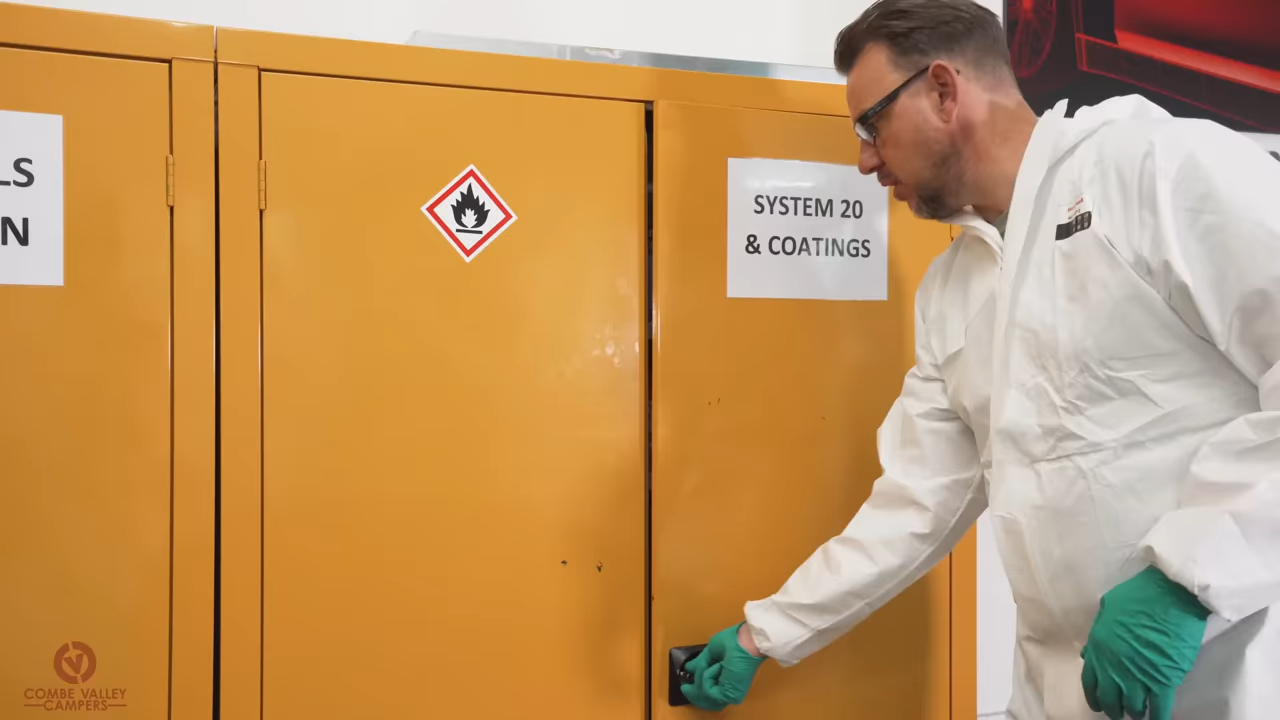 LS
N
SYSTEM 20
& COATINGS
COMBE VALLEY
CAMPERS